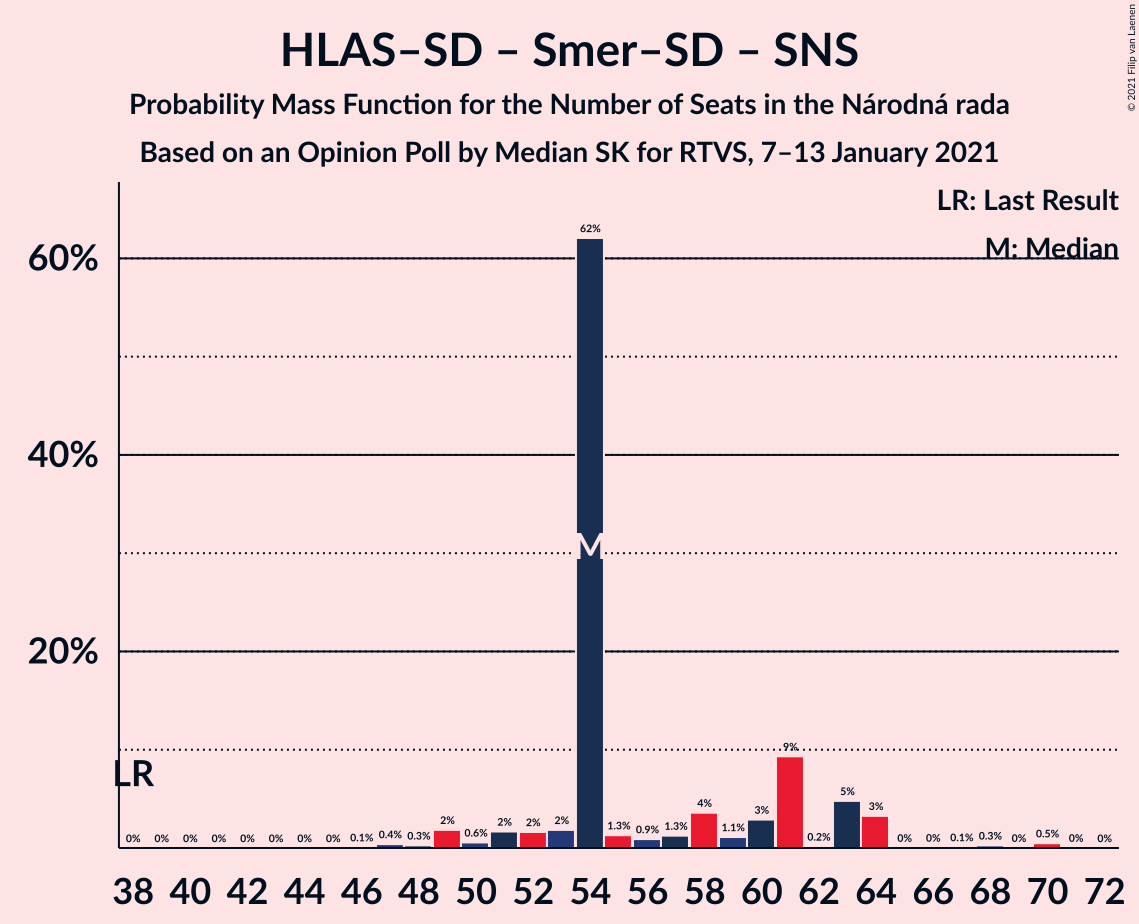 HLAS–SD – Smer–SD – SNS
Probability Mass Function for the Number of Seats in the Národná rada
Based on an Opinion Poll by Median SK for RTVS, 7–13 January 2021
© 2021 Filip van Laenen
LR: Last Result
M: Median
60%
40%
20%
LR
M
0% 0% 0% 0% 0% 0% 0% 0% 0.1% 0.4% 0.3% 2% 0.6% 2% 2% 2% 62% 1.3% 0.9% 1.3% 4% 1.1% 3% 9% 0.2% 5% 3% 0% 0% 0.1% 0.3% 0% 0.5% 0% 0%
38 40 42 44 46 48 50 52 54 56 58 60 62 64 66 68 70 72